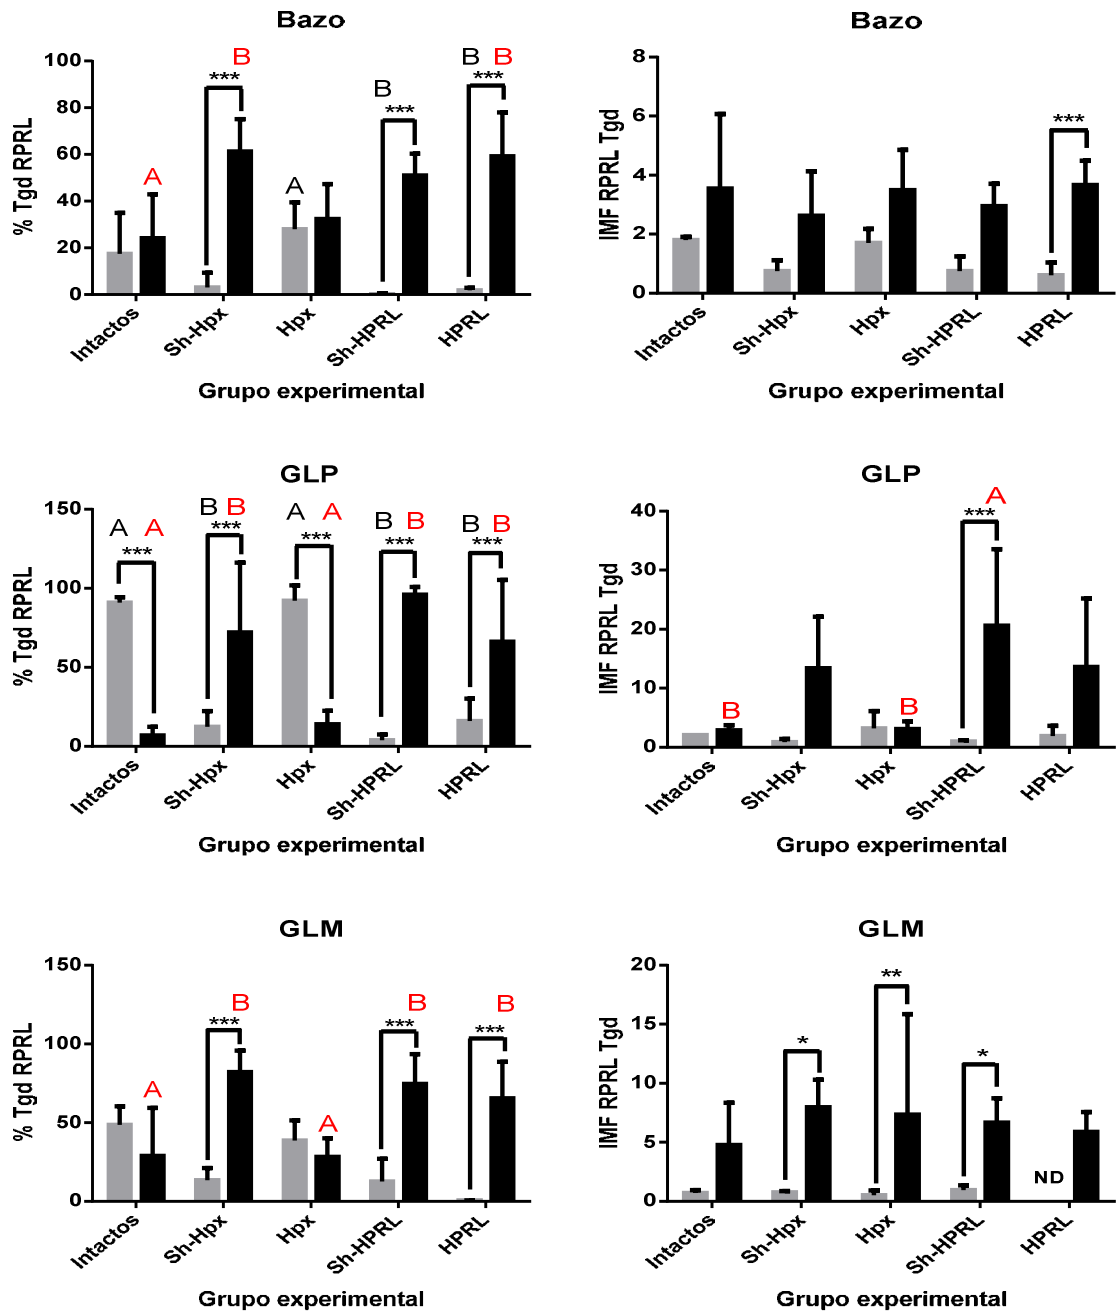 Bazo
B
B
B
B
***
***
***
A
A
% Tgd RPRL
100
80
60
40
20
0
Intactos
Sh-Hpx
Hpx
Sh-HPRL
HPRL
Grupo experimental
Bazo
***
IMF RPRL Tgd
8
6
4
2
0
Intactos
Sh-Hpx
Hpx
Sh-HPRL
HPRL
Grupo experimental
GLP
A A
B B
A A
B B
B B
***
***
***
***
***
% Tgd RPRL
150
100
50
0
Intactos
Sh-Hpx
Hpx
Sh-HPRL
HPRL
Grupo experimental
GLP
A
***
B
B
IMF RPRL Tgd
40
30
20
10
0
Intactos
Sh-Hpx
Hpx
Sh-HPRL
HPRL
Grupo experimental
GLM
B
B
B
***
***
***
A
A
% Tgd RPRL
150
100
50
0
Intactos
Sh-Hpx
Hpx
Sh-HPRL
HPRL
Grupo experimental
GLM
*
**
*
ND
IMF RPRL Tgd
20
15
10
5
0
Intactos
Sh-Hpx
Hpx
Sh-HPRL
HPRL
Grupo experimental